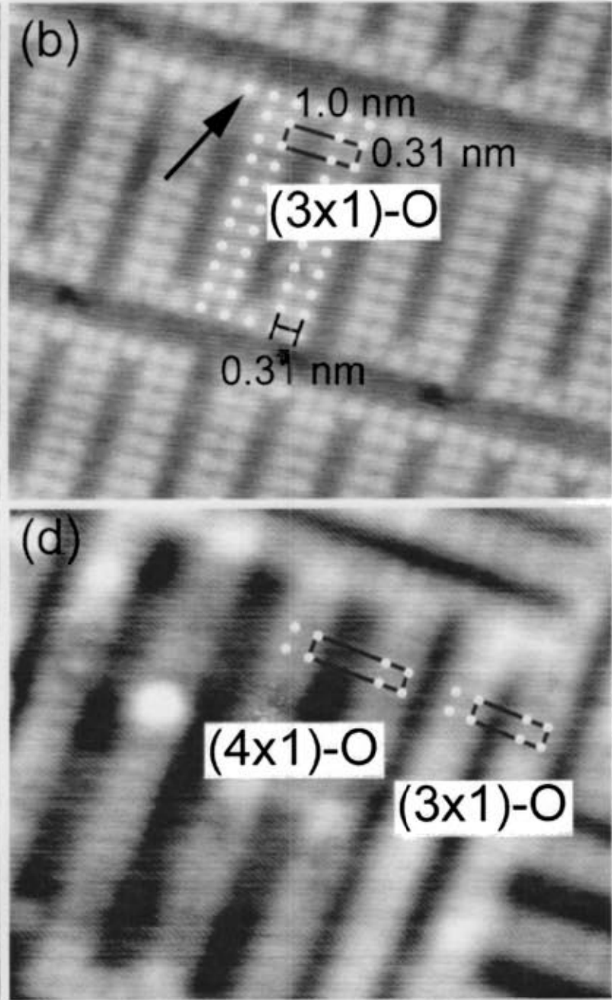 (b)
1.0 nm
0.31 nm
(3x1)-O
0.31 nm
(d)
(4x1)-O
(3x1)-O